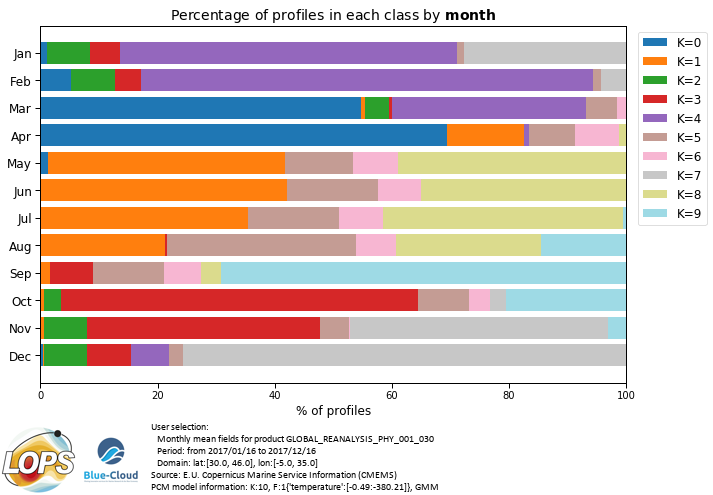 Percentage of profiles in each class by month
Jan
Feb
Mar
Apr
May
Jun
Jul
Aug
Sep
Oct
Nov
Dec
0 20 40 60 80 100
% of profiles
K=0
K=1
K=2
K=3
K=4
K=5
K=6
K=7
K=8
K=9
LOPS
Blue-Cloud
User selection:
Monthly mean fields for product GLOBAL_REANALYSIS_PHY_001_030
Period: from 2017/01/16 to 2017/12/16
Domain: lat:[30.0, 46.0], lon:[-5.0, 35.0]
Source: E.U. Copernicus Marine Service Information (CMEMS)
PCM model information: K:10, F:1{'temperature':[-0.49:-380.21]}, GMM